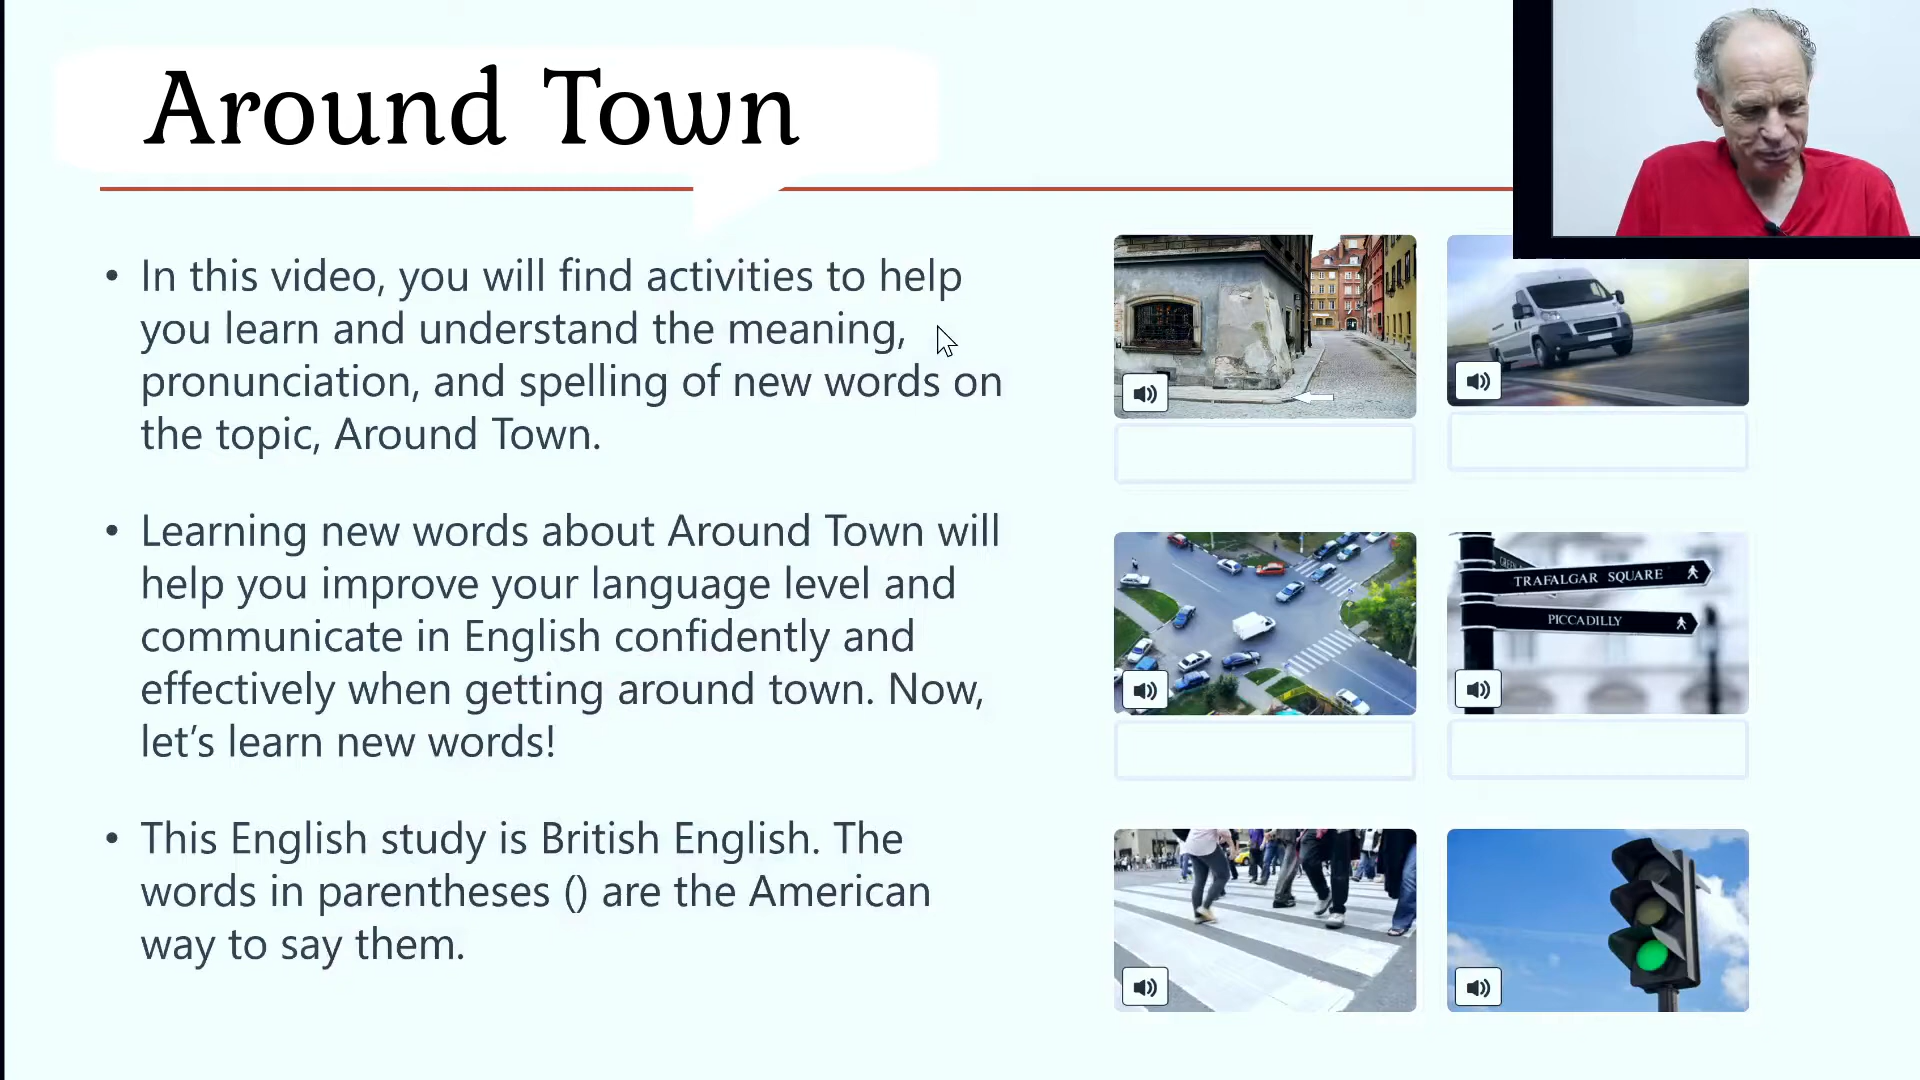 Around Town
• In this video, you will find activities to help
you learn and understand the meaning,
pronunciation, and spelling of new words on
the topic, Around Town.
• Learning new words about Around Town will
help you improve your language level and
communicate in English confidently and
effectively when getting around town. Now,
let’s learn new words!
• This English study is British English. The
words in parentheses () are the American
way to say them.
TRAFALGAR SQUARE
PICCADILLY